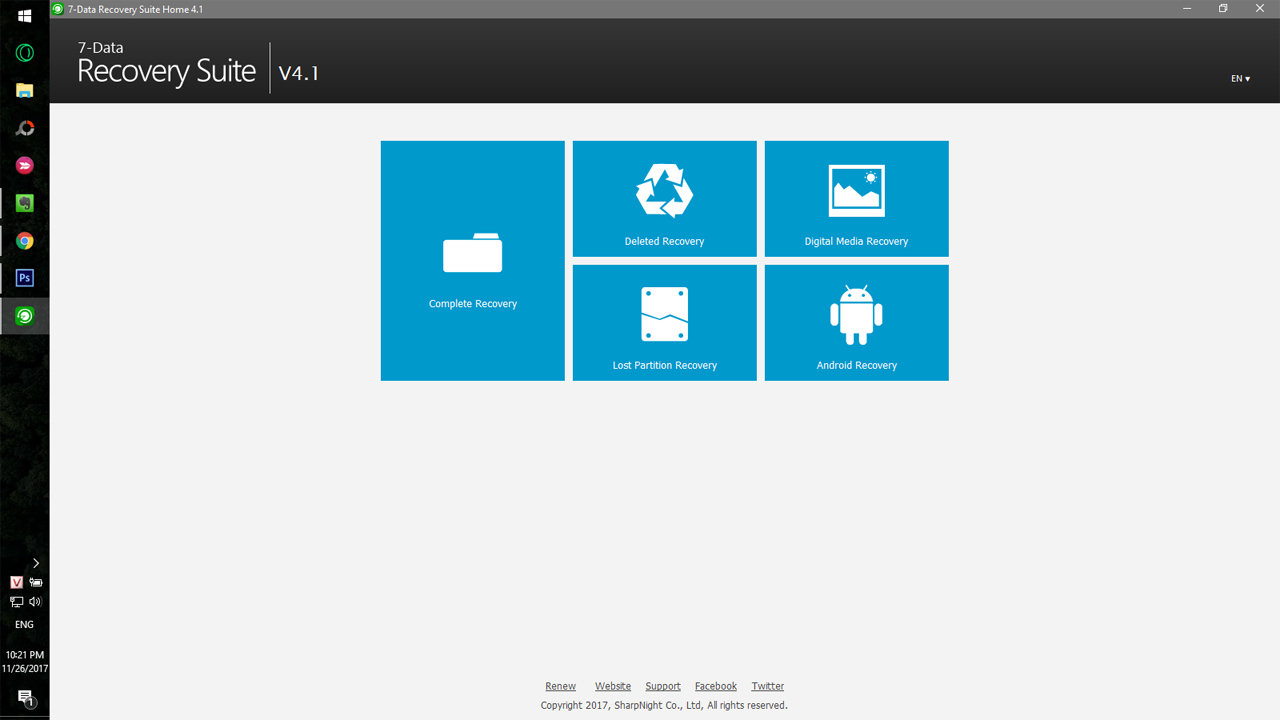 7-Data Recovery Suite Home 4.1
7-Data
Recovery Suite
V4.1
EN
Complete Recovery
Deleted Recovery
Digital Media Recovery
Lost Partition Recovery
Android Recovery
Ps
V
ENG
10:21 PM
11/26/2017
1
Renew Website Support Facebook Twitter
Copyright 2017, SharpNight Co., Ltd, All rights reserved.